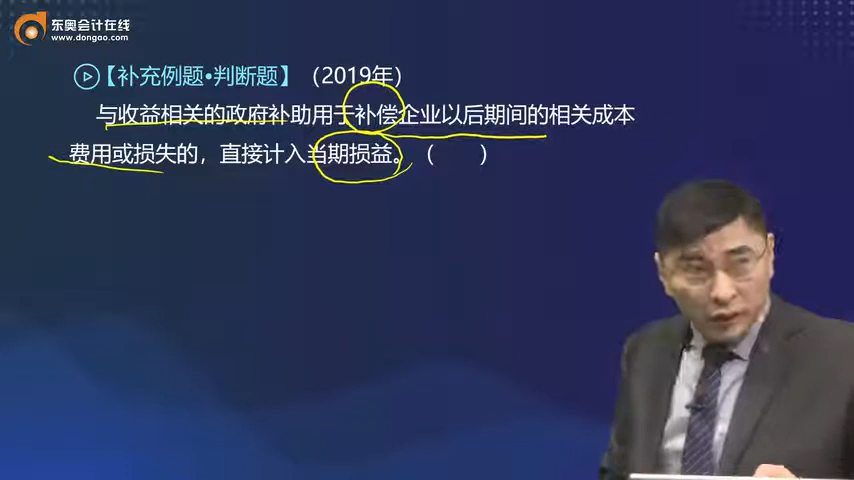 东奥会计在线
www.dongao.com
【补充例题•判断题】（2019年）
与收益相关的政府补助用于补偿企业以后期间的相关成本
费用或损失的，直接计入当期损益。（　　）